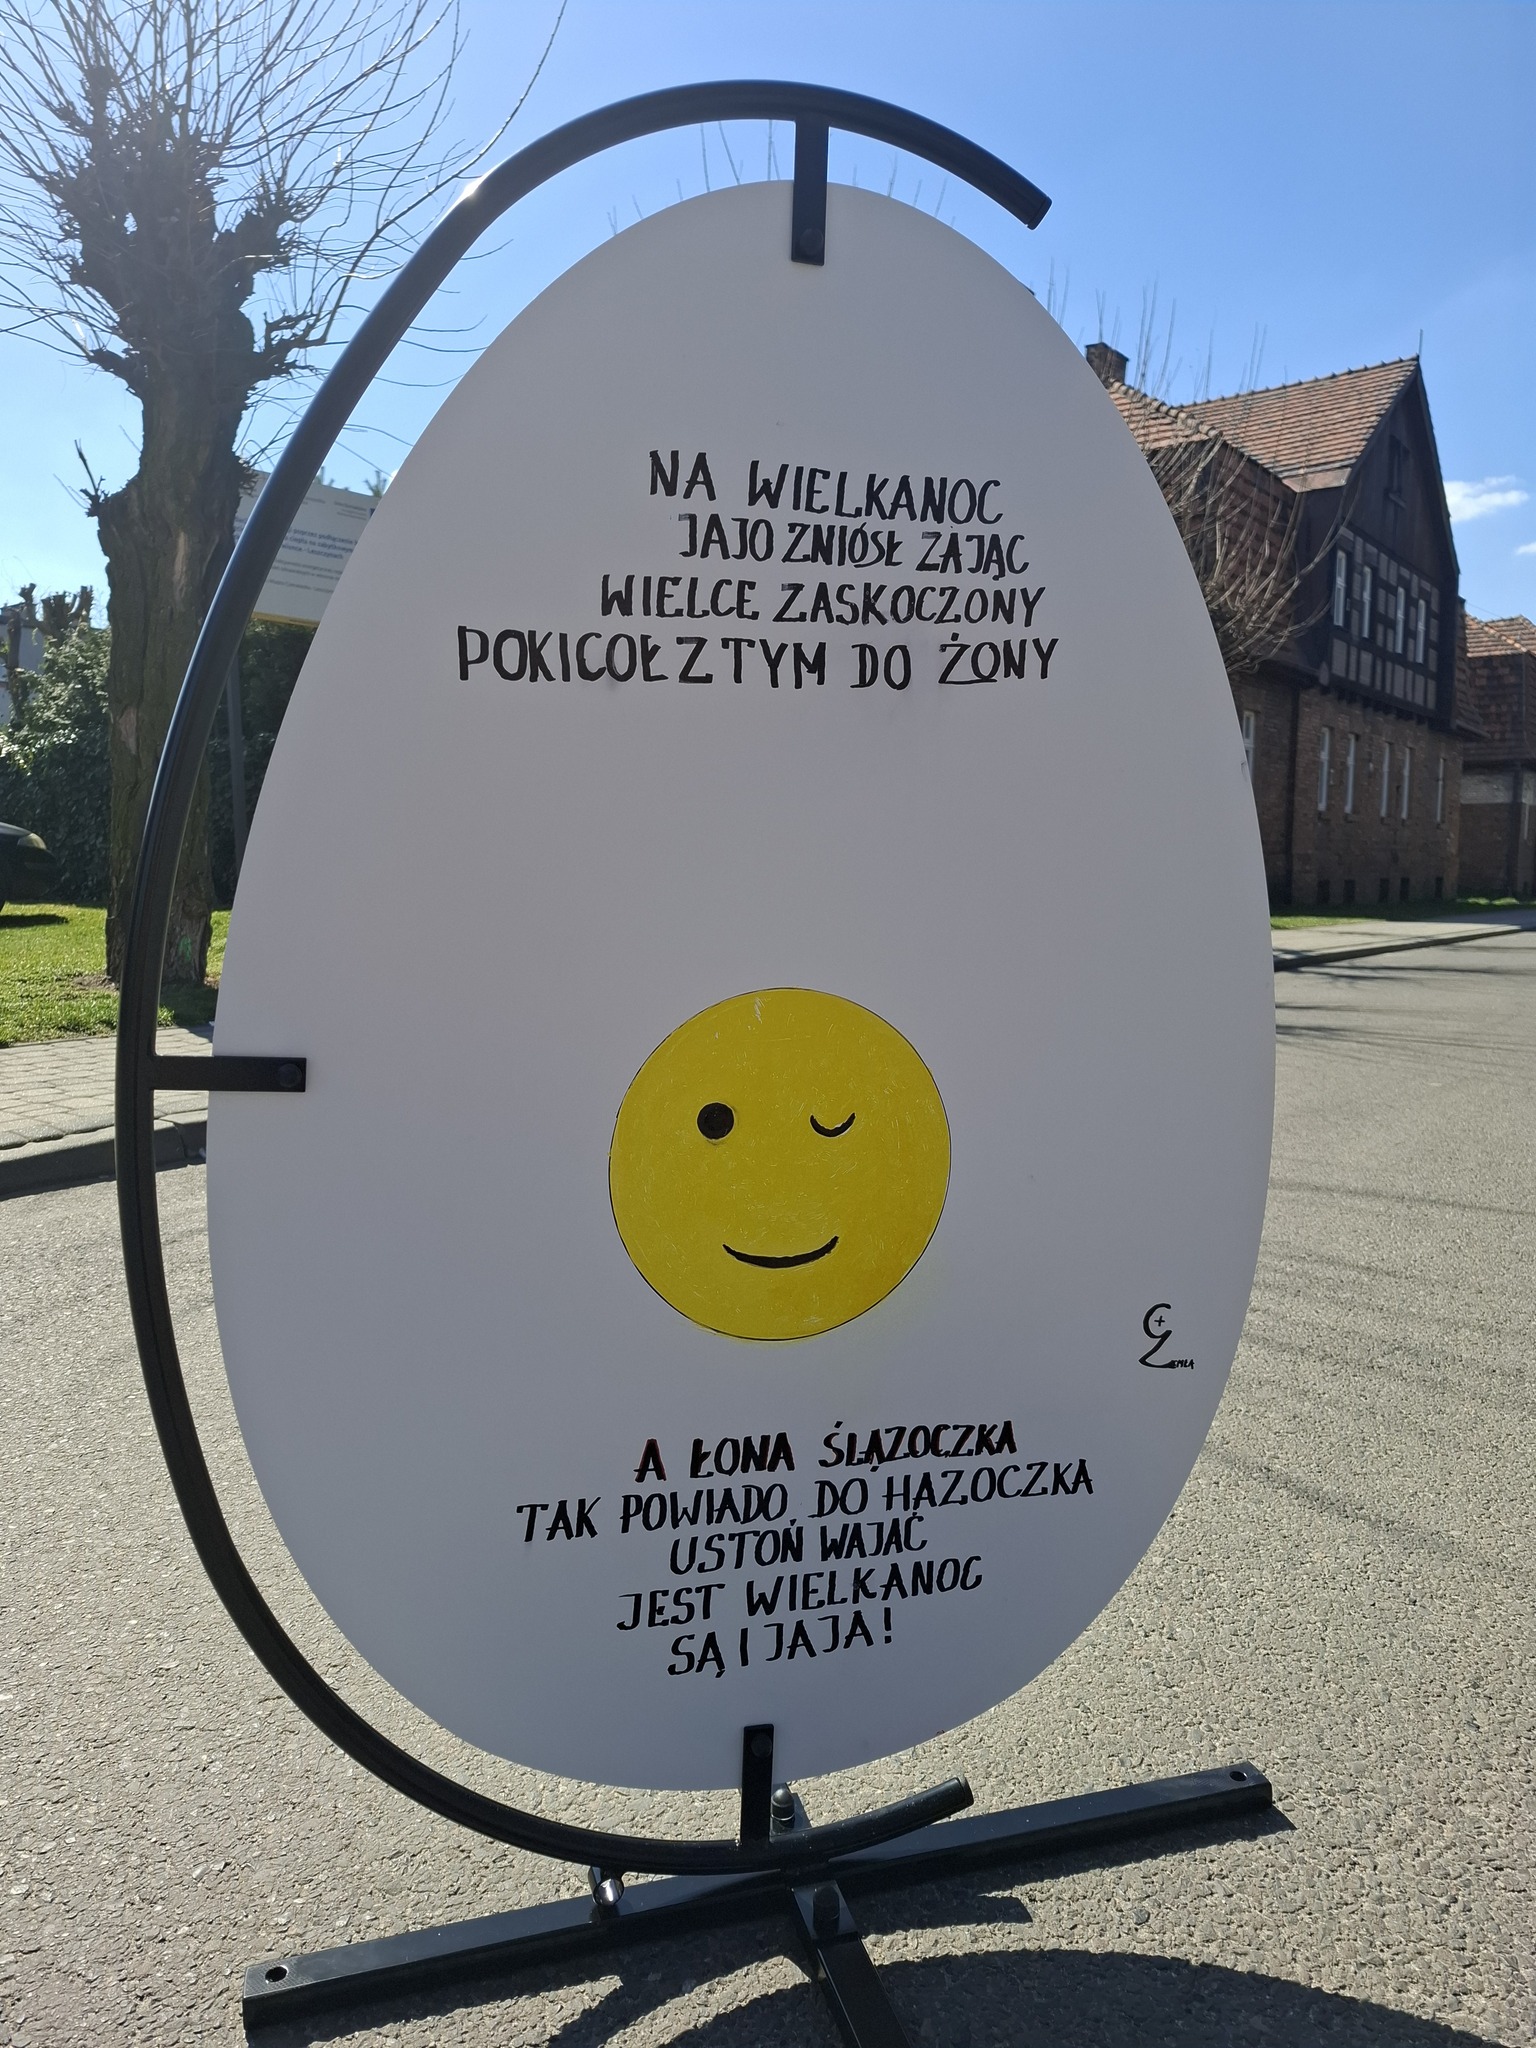 NA WIELKANOC
JAJO ZNIÓSŁ ZAJĄC
WIELCE ZASKOCZONY
POKICOŁ Z TYM DO ŻONY
A ŁONA ŚLĄZOCZKA
TAK POWIADO DO HAZOCZKA
USTOŃ WAJAĆ
JEST WIELKANOC
SĄ I JAJA!